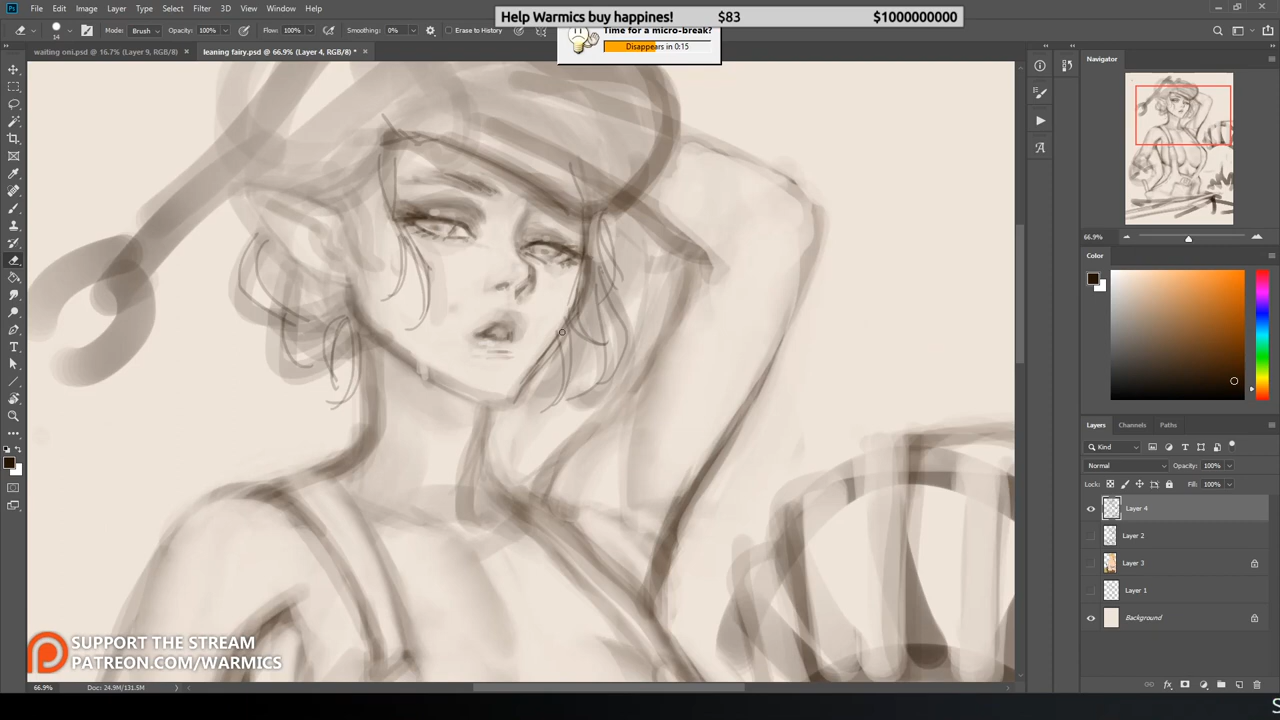 Help Warmics buy happines! $83 $1000000000
File Edit Image Layer Type Select Filter 3D View Window Help
Time for a micro-break?
Disappears in 0:15
14 Mode: Brush Opacity: 100% Flow: 100% Smoothing: 0% Erase to History
waiting oni.psd @ 16.7% (Layer 9, RGB/8) × leaning fairy.psd @ 66.9% (Layer 4, RGB/8) * ×
Navigator
66.9%
Color
Layers Channels Paths
Kind
Normal Opacity: 100%
Lock: Fill: 100%
Layer 4
Layer 2
Layer 3
Layer 1
Background
SUPPORT THE STREAM
PATREON.COM/WARMICS
66.9% Doc: 24.9M/131.5M
S